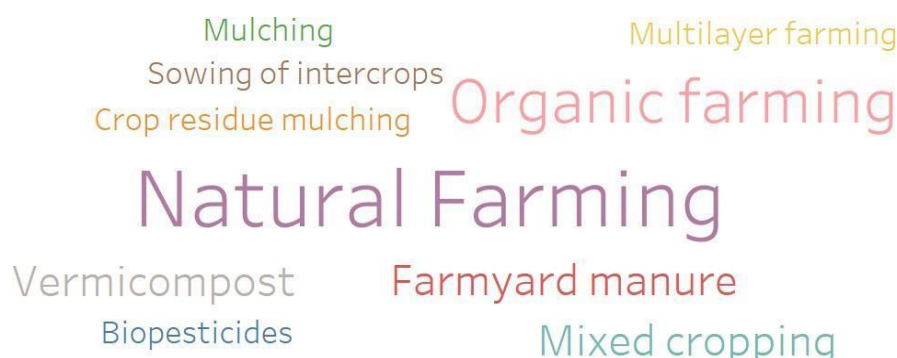 Mulching
Multilayer farming
Sowing of intercrops
Organic farming
Crop residue mulching
Natural Farming
Vermicompost
Farmyard manure
Biopesticides
Mixed cropping